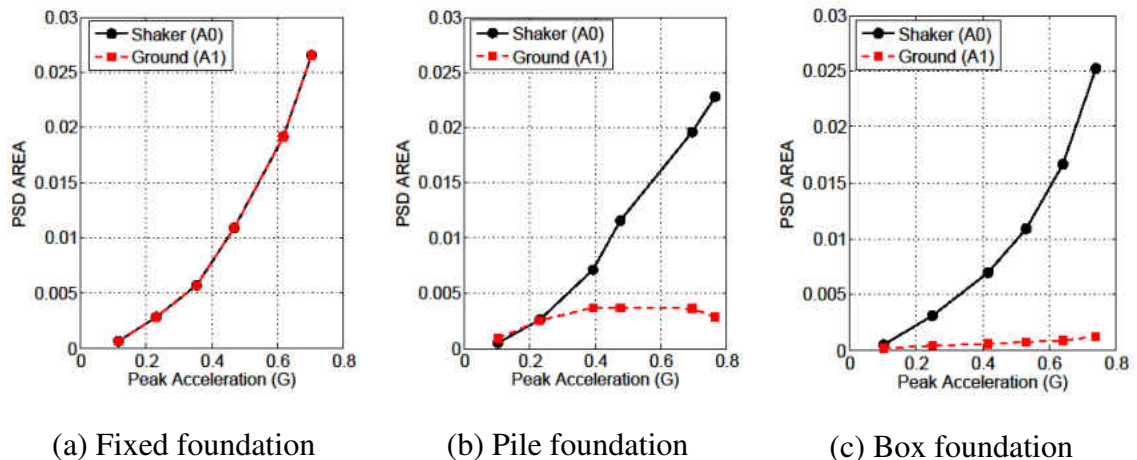 0.03
Shaker (A0)
Ground (A1)
0.025
0.02
0.015
0.01
0.005
0
PSD AREA
0 0.2 0.4 0.6 0.8
Peak Acceleration (G)
(a) Fixed foundation
0.03
Shaker (A0)
Ground (A1)
0.025
0.02
0.015
0.01
0.005
0
PSD AREA
0 0.2 0.4 0.6 0.8
Peak Acceleration (G)
(b) Pile foundation
0.03
Shaker (A0)
Ground (A1)
0.025
0.02
0.015
0.01
0.005
0
PSD AREA
0 0.2 0.4 0.6 0.8
Peak Acceleration (G)
(c) Box foundation